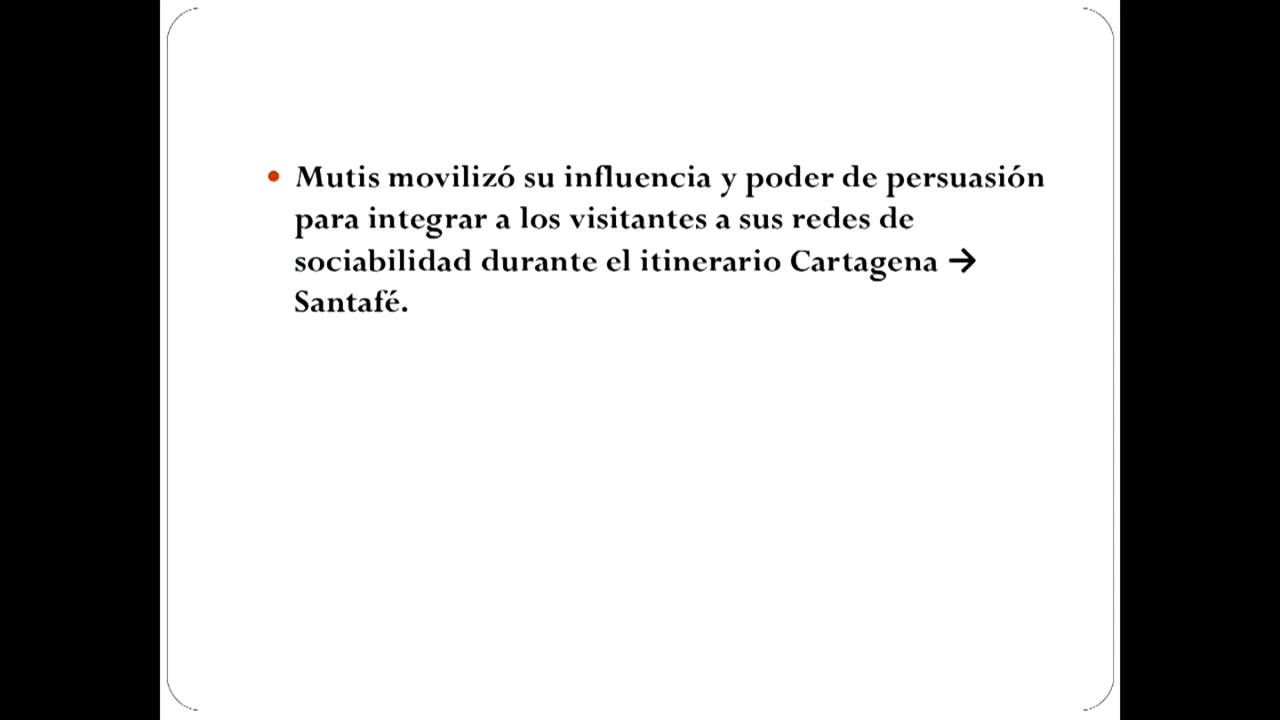 • Mutis movilizó su influencia y poder de persuasión
para integrar a los visitantes a sus redes de
sociabilidad durante el itinerario Cartagena →
Santafé.